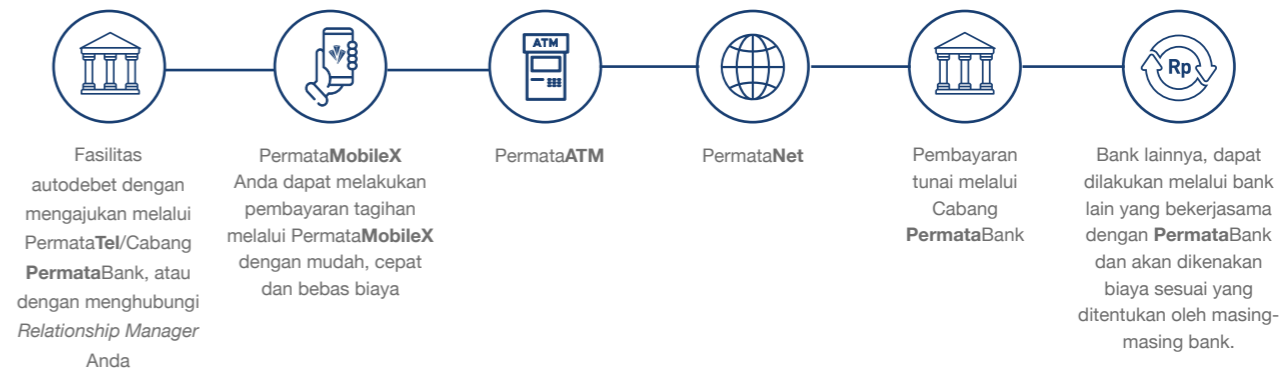 ATM
Rp
Fasilitas
autodebet dengan
mengajukan melalui
PermataTel/Cabang
PermataBank, atau
dengan menghubungi
Relationship Manager
Anda
PermataMobileX
Anda dapat melakukan
pembayaran tagihan
melalui PermataMobileX
dengan mudah, cepat
dan bebas biaya
PermataATM
PermataNet
Pembayaran
tunai melalui
Cabang
PermataBank
Bank lainnya, dapat
dilakukan melalui bank
lain yang bekerjasama
dengan PermataBank
dan akan dikenakan
biaya sesuai yang
ditentukan oleh masing-
masing bank.